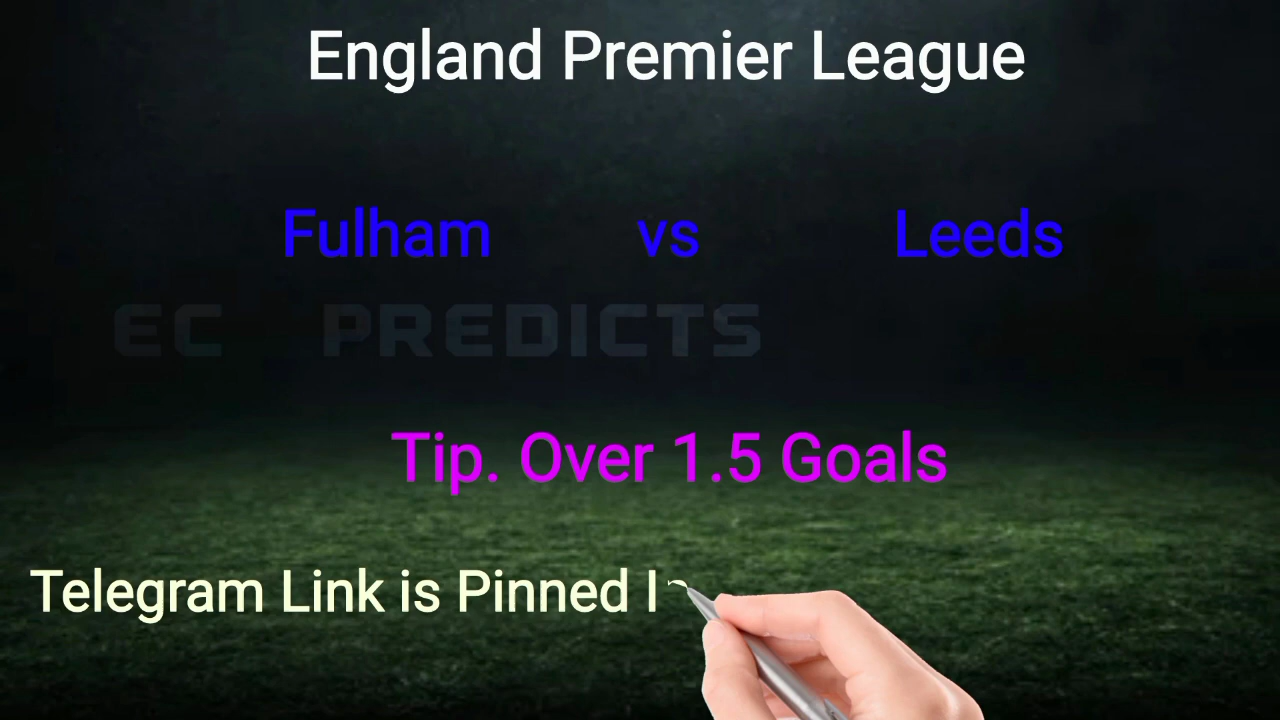 England Premier League
Fulham vs Leeds
EC PREDICTS
Tip. Over 1.5 Goals
Telegram Link is Pinned